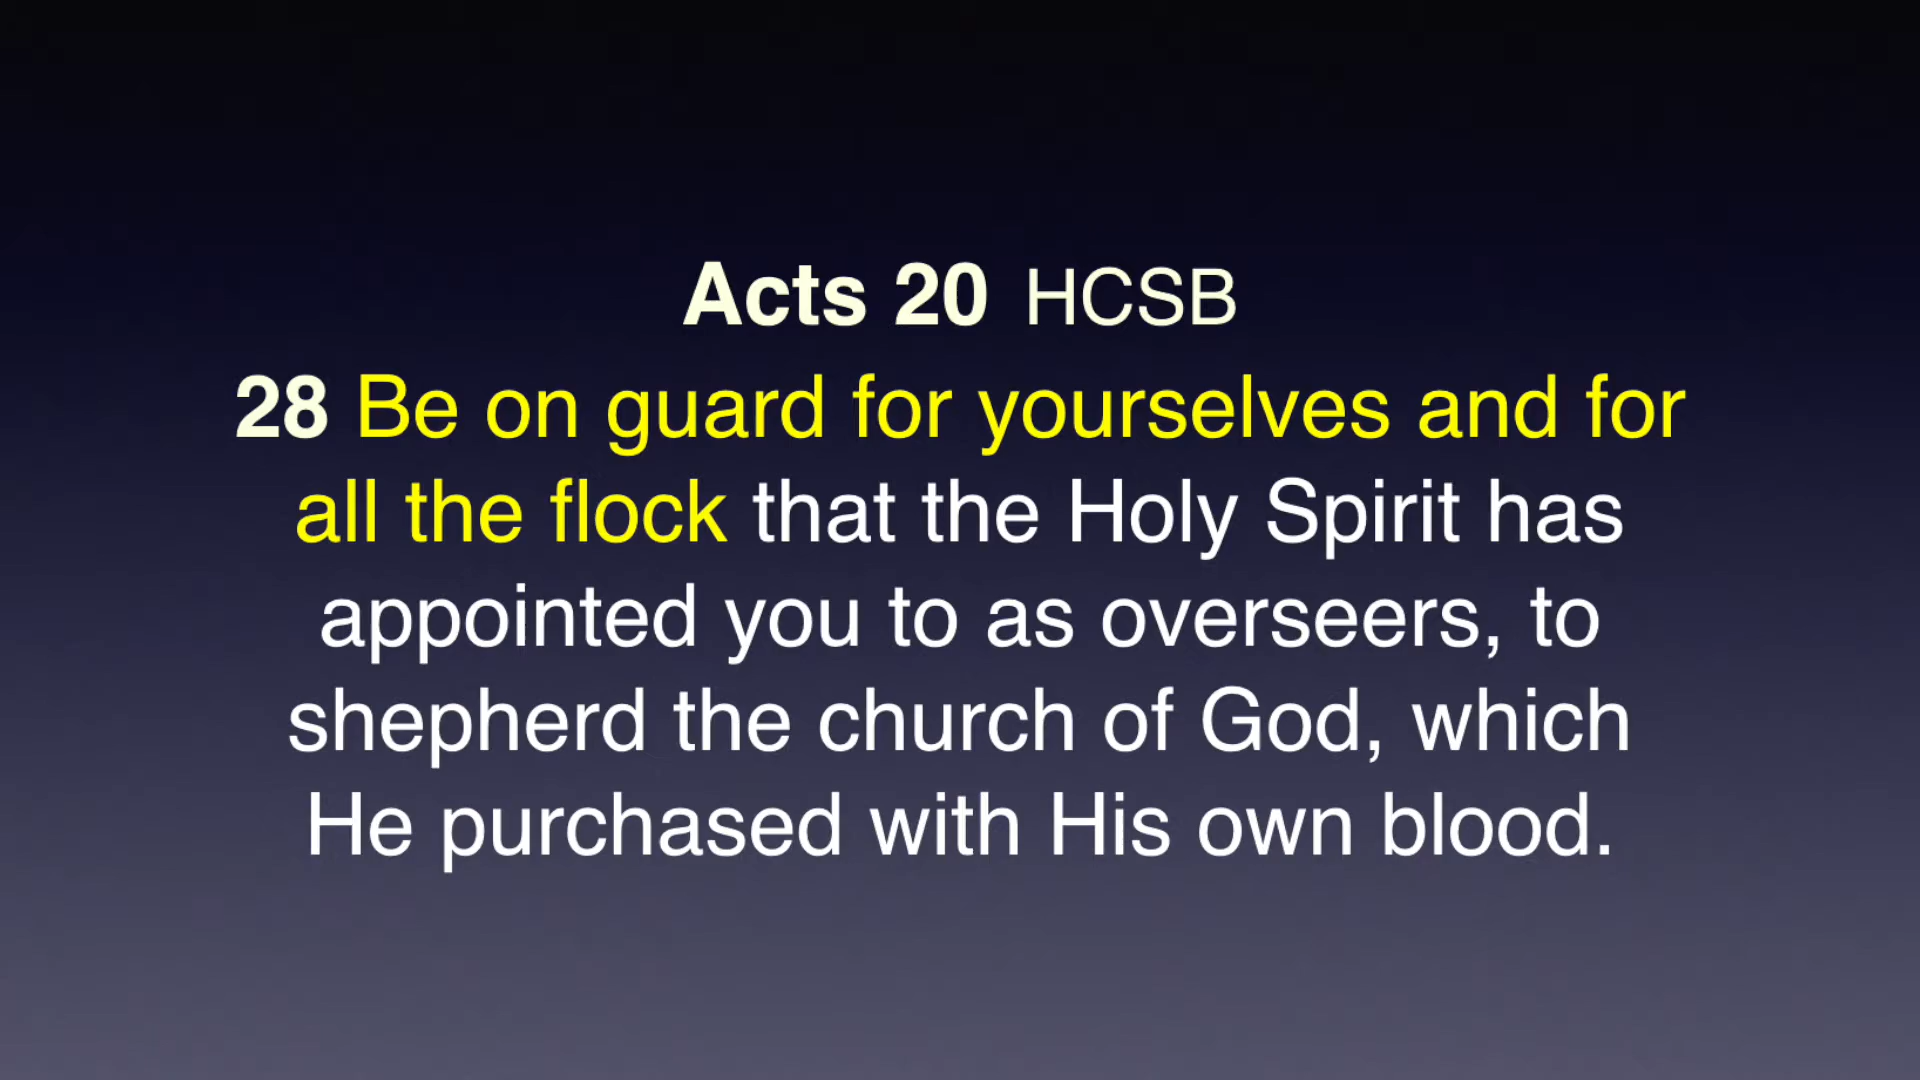 Acts 20 HCSB
28 Be on guard for yourselves and for
all the flock that the Holy Spirit has
appointed you to as overseers, to
shepherd the church of God, which
He purchased with His own blood.